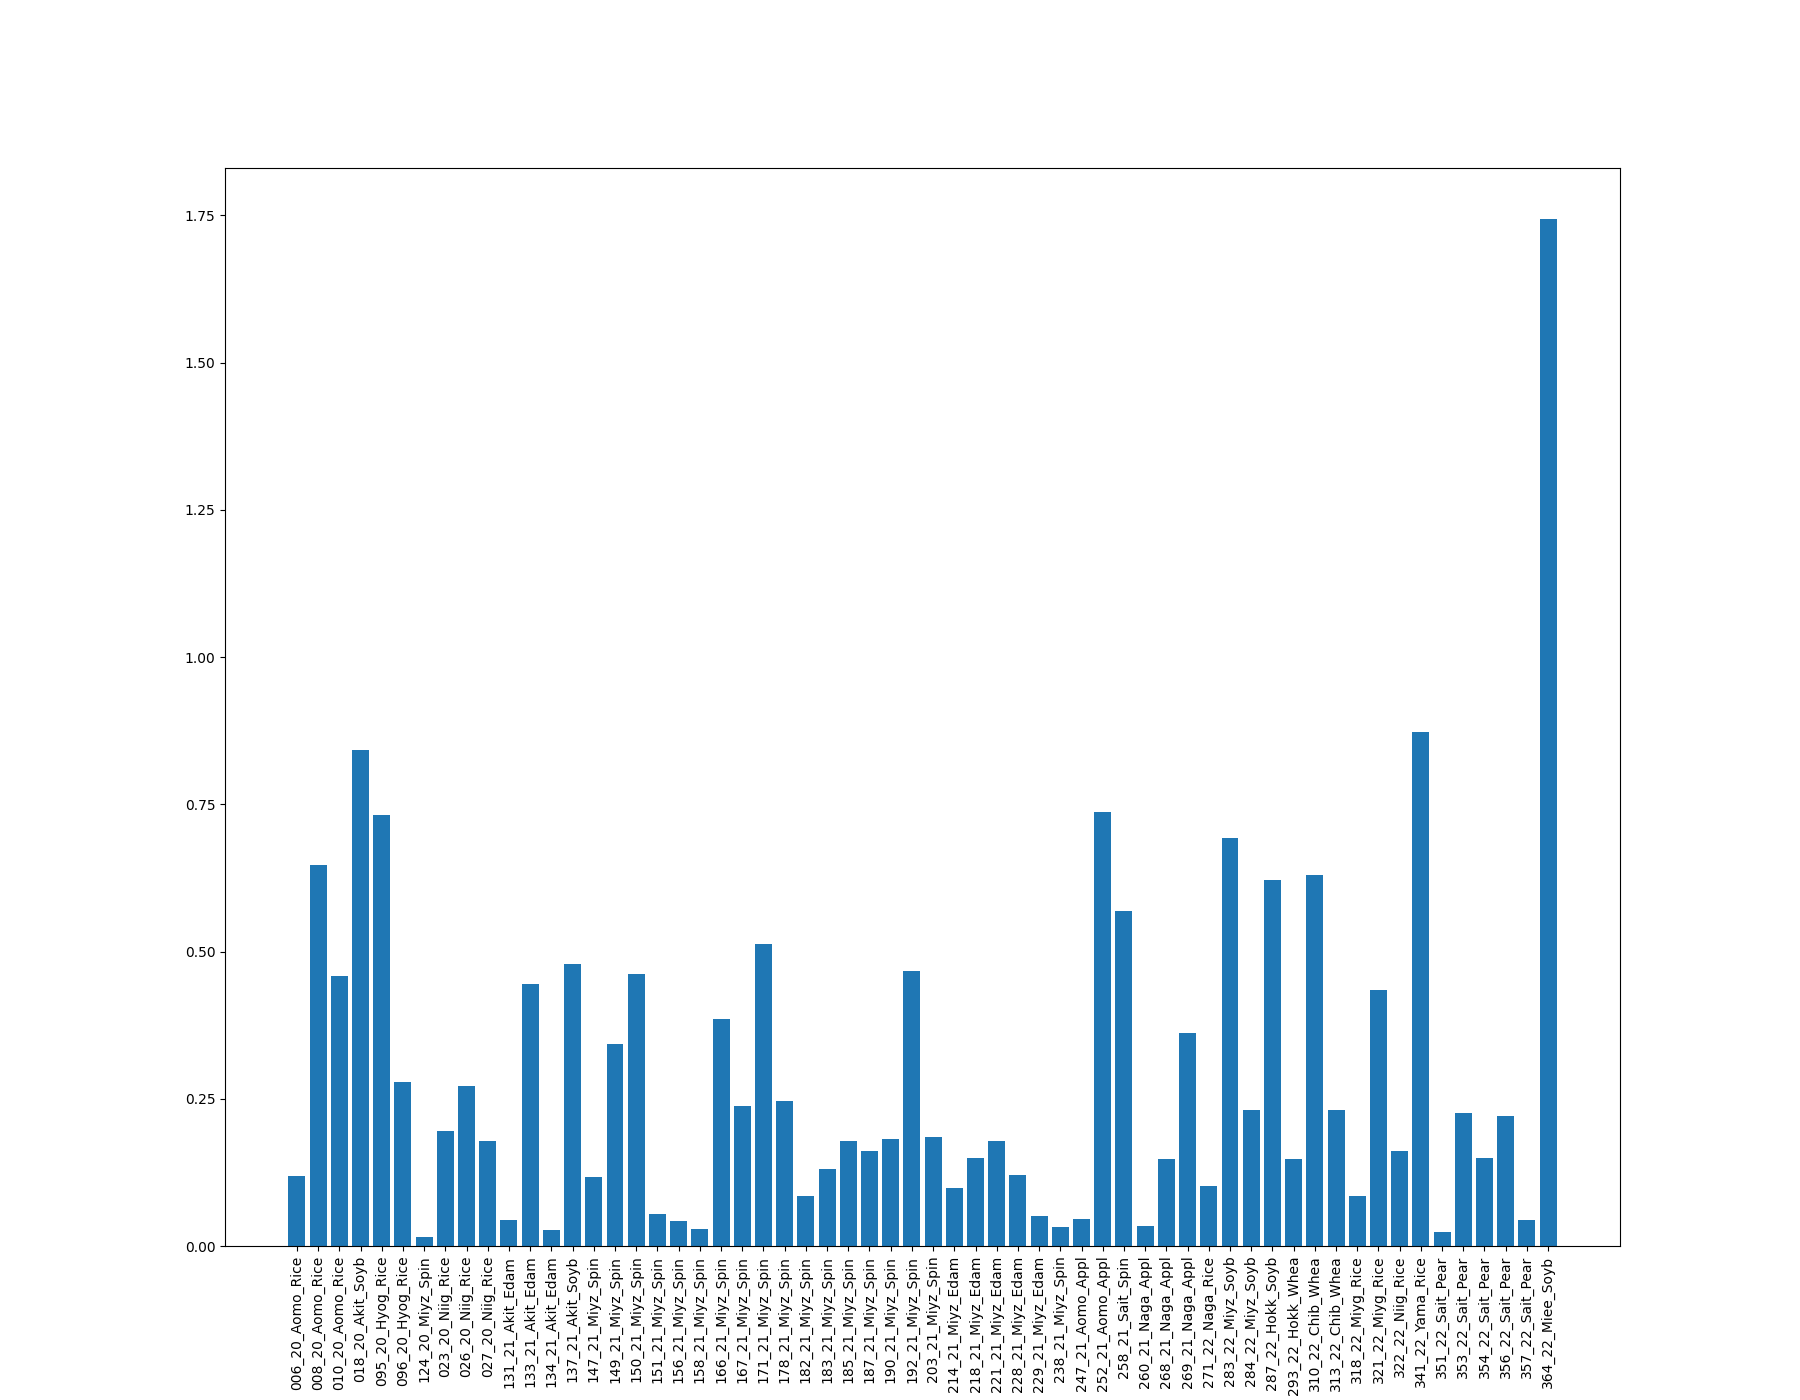 1.75
1.50
1.25
1.00
0.75
0.50
0.25
0.00
006_20_Aomo_Rice
008_20_Aomo_Rice
010_20_Aomo_Rice
018_20_Akit_Soyb
095_20_Hyog_Rice
096_20_Hyog_Rice
124_20_Miyz_Spin
023_20_Niig_Rice
026_20_Niig_Rice
027_20_Niig_Rice
131_21_Akit_Edam
133_21_Akit_Edam
134_21_Akit_Edam
137_21_Akit_Soyb
147_21_Miyz_Spin
149_21_Miyz_Spin
150_21_Miyz_Spin
151_21_Miyz_Spin
156_21_Miyz_Spin
158_21_Miyz_Spin
166_21_Miyz_Spin
167_21_Miyz_Spin
171_21_Miyz_Spin
178_21_Miyz_Spin
182_21_Miyz_Spin
183_21_Miyz_Spin
185_21_Miyz_Spin
187_21_Miyz_Spin
190_21_Miyz_Spin
192_21_Miyz_Spin
203_21_Miyz_Spin
214_21_Miyz_Edam
218_21_Miyz_Edam
221_21_Miyz_Edam
228_21_Miyz_Edam
229_21_Miyz_Edam
238_21_Miyz_Spin
247_21_Aomo_Appl
252_21_Aomo_Appl
258_21_Sait_Spin
260_21_Naga_Appl
268_21_Naga_Appl
269_21_Naga_Appl
271_22_Naga_Rice
283_22_Miyz_Soyb
284_22_Miyz_Soyb
287_22_Hokk_Soyb
293_22_Hokk_Whea
310_22_Chib_Whea
313_22_Chib_Whea
318_22_Miyg_Rice
321_22_Miyg_Rice
322_22_Niig_Rice
341_22_Yama_Rice
351_22_Sait_Pear
353_22_Sait_Pear
354_22_Sait_Pear
356_22_Sait_Pear
357_22_Sait_Pear
364_22_Miee_Soyb